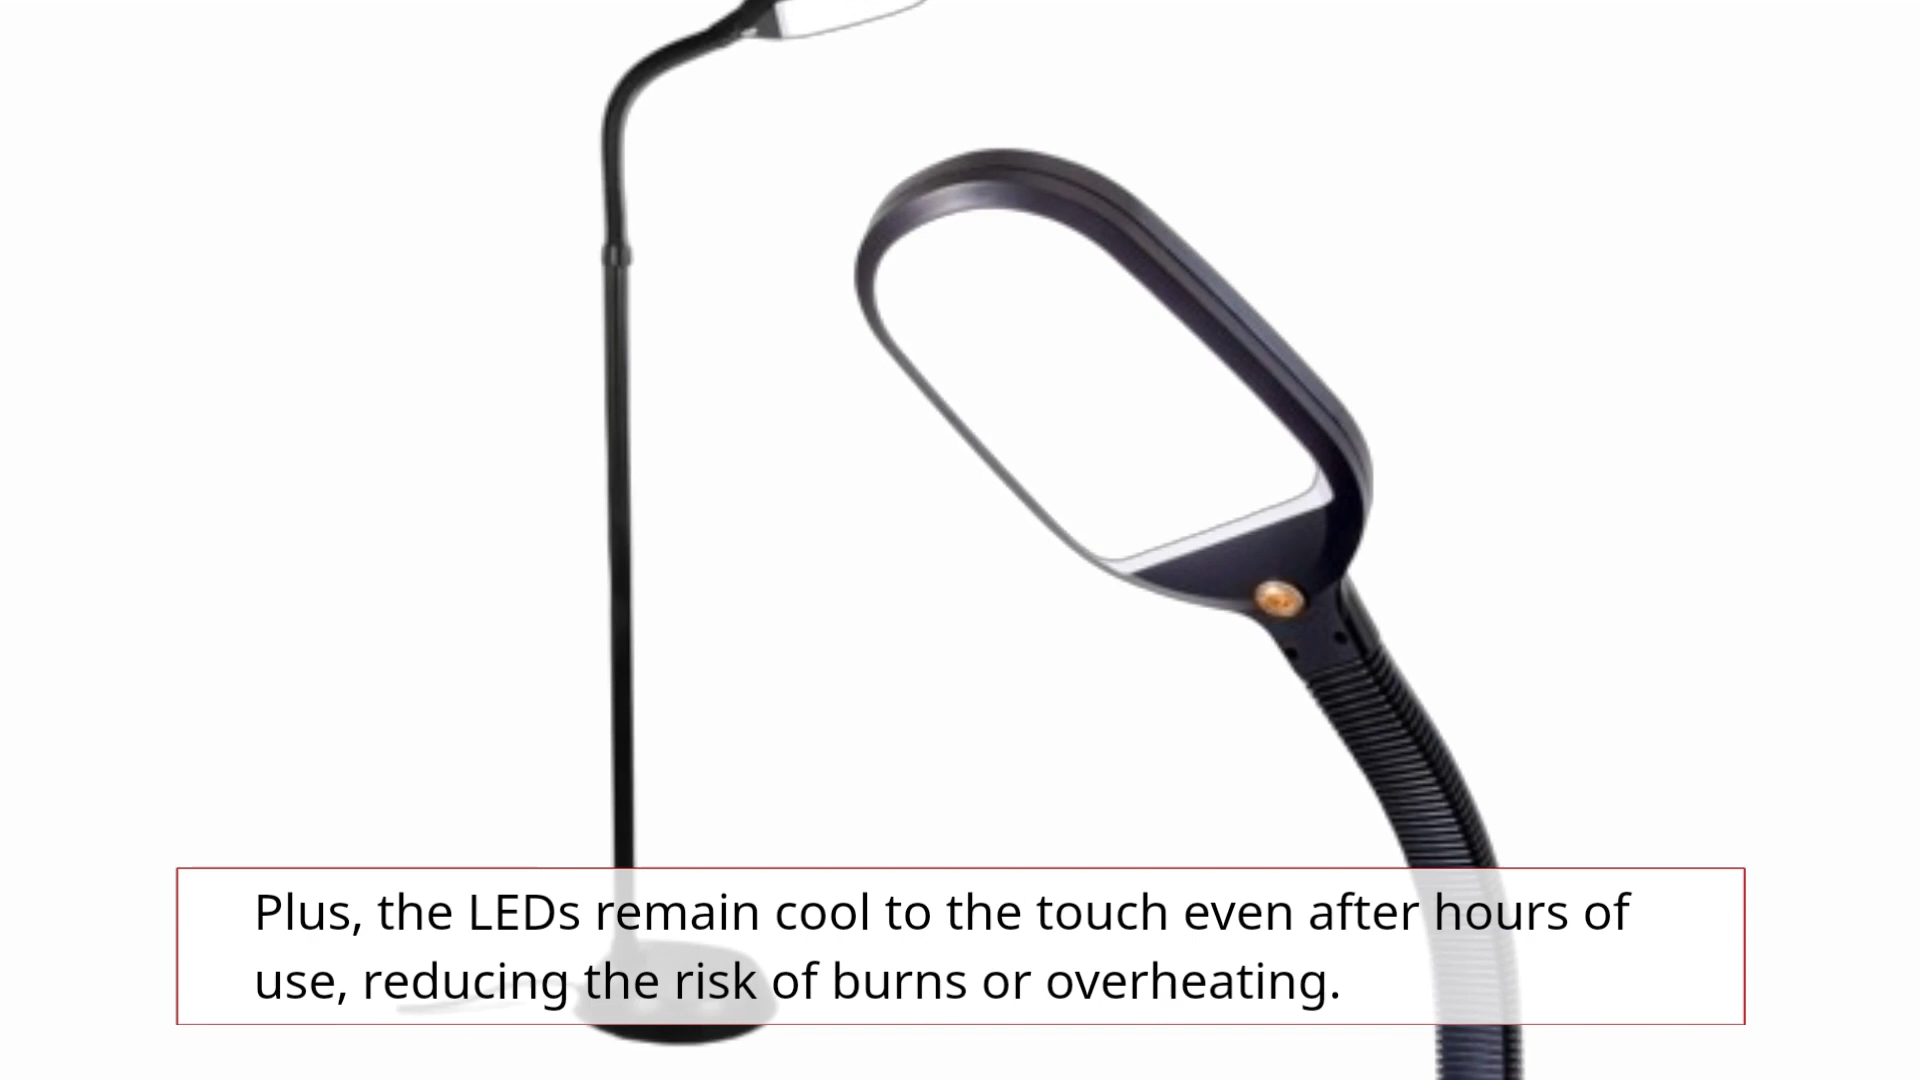 Plus, the LEDs remain cool to the touch even after hours of
use, reducing the risk of burns or overheating.